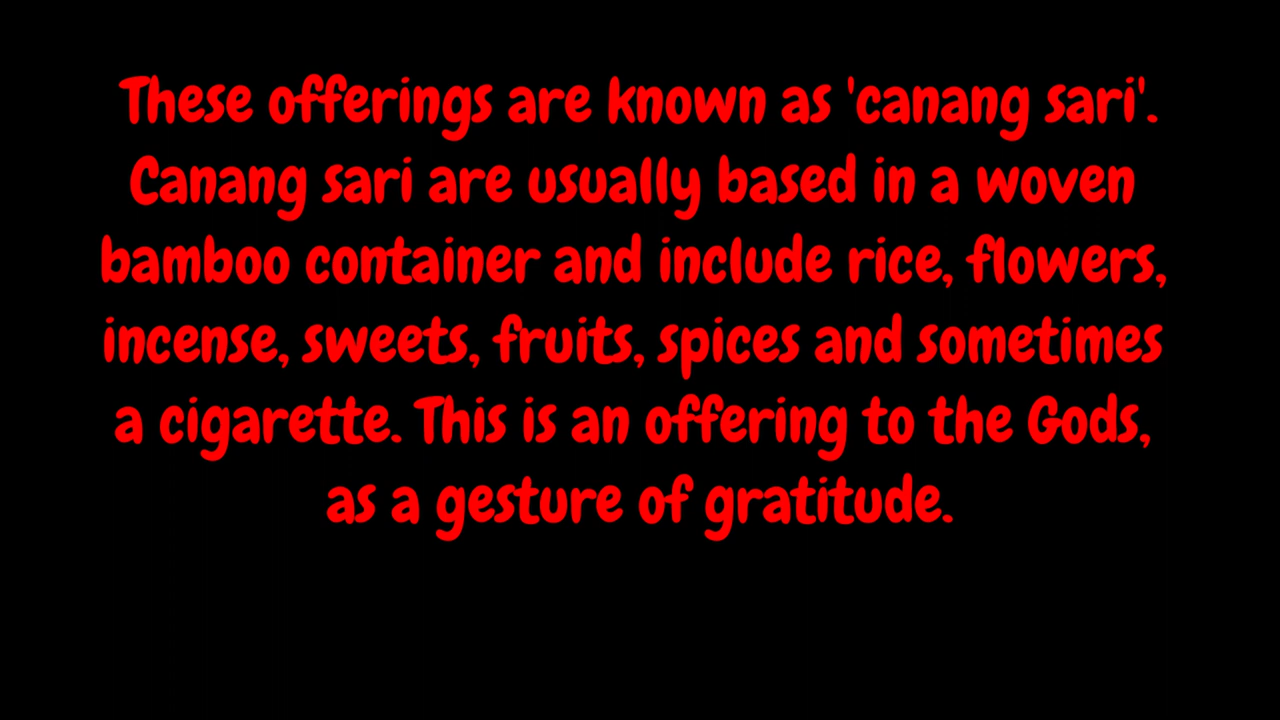 These offerings are known as 'canang sari'.
Canang sari are usually based in a woven
bamboo container and include rice, flowers,
incense, sweets, fruits, spices and sometimes
a cigarette. This is an offering to the Gods,
as a gesture of gratitude.